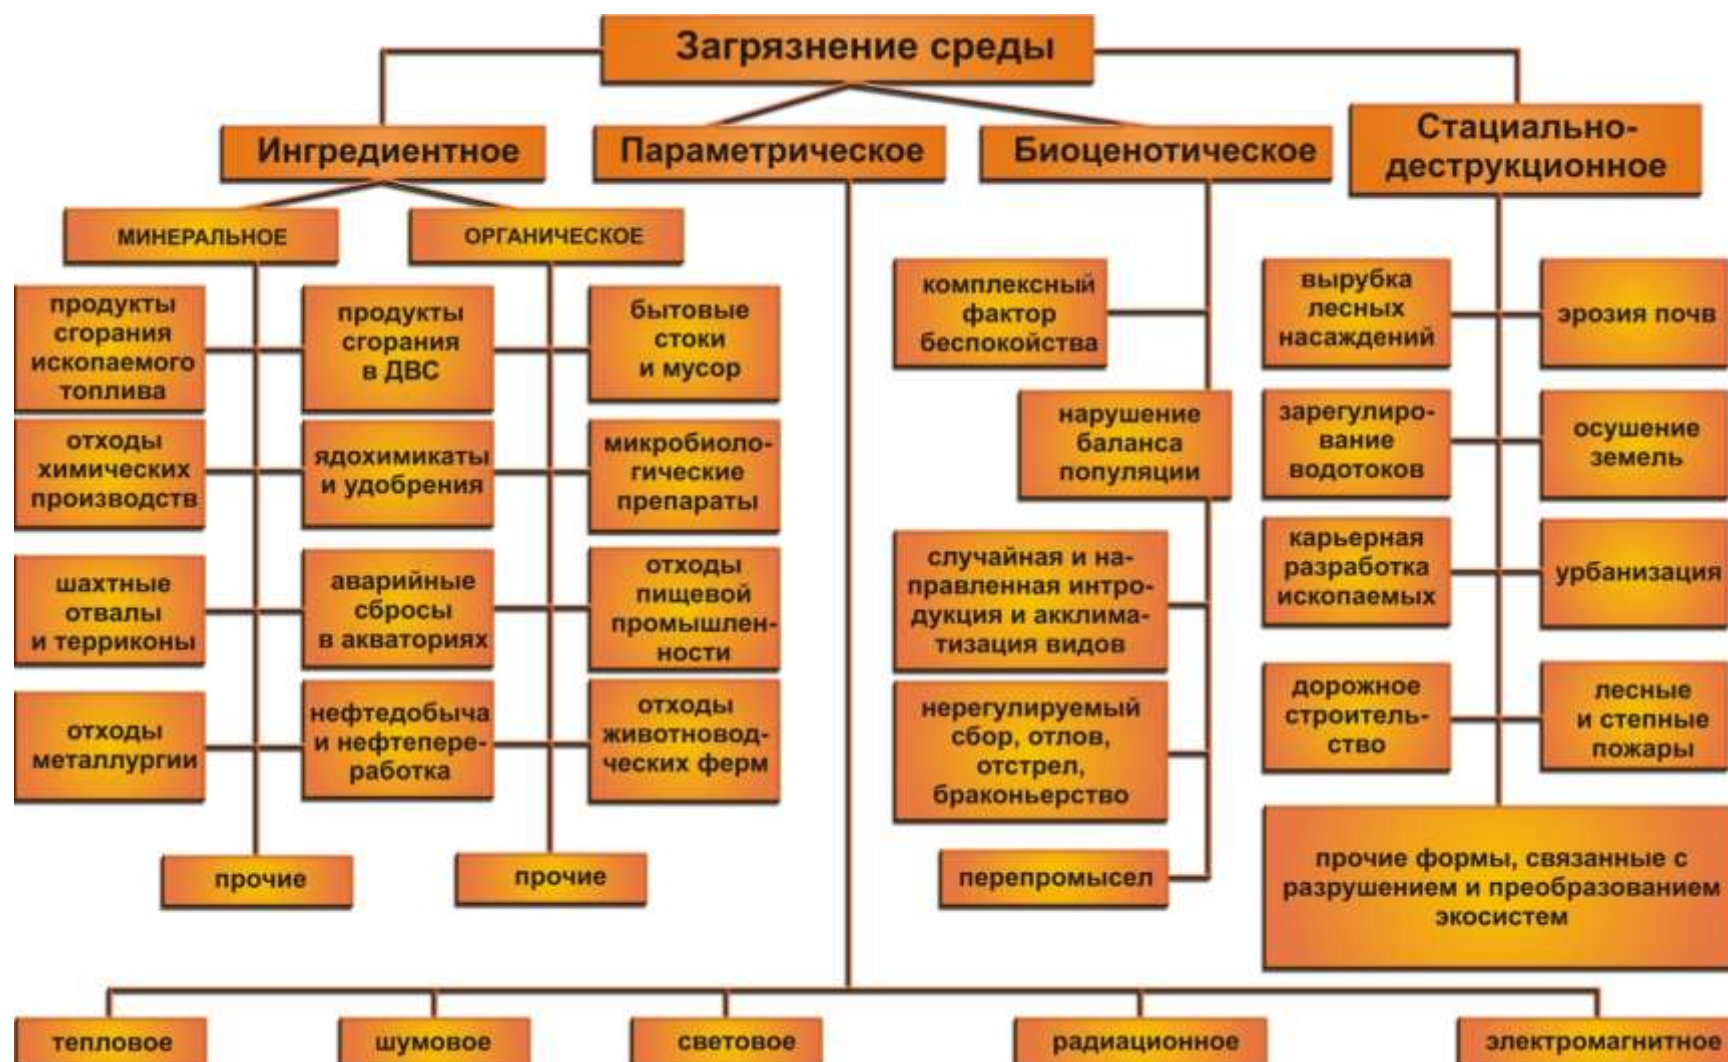 Загрязнение среды
Ингредиентное
Параметрическое
Биоценотическое
Стациально-
деструкционное
МИНЕРАЛЬНОЕ
ОРГАНИЧЕСКОЕ
продукты
сгорания
ископаемого
топлива
отходы
химических
производств
шахтные
отвалы
и терриконы
отходы
металлургии
прочие
продукты
сгорания
в ДВС
ядохимикаты
и удобрения
аварийные
сбросы
в акваториях
нефтедобыча
и нефтепере-
работка
бытовые
стоки
и мусор
микробиоло-
гические
препараты
отходы
пищевой
промышлен-
ности
отходы
животновод-
ческих ферм
прочие
комплексный
фактор
беспокойства
нарушение
баланса
популяции
случайная и на-
правленная интро-
дукция и акклима-
тизация видов
нерегулируемый
сбор, отлов,
отстрел,
браконьерство
перепромысел
вырубка
лесных
насаждений
зарегулиро-
вание
водотоков
карьерная
разработка
ископаемых
дорожное
строитель-
ство
эрозия почв
осушение
земель
урбанизация
лесные
и степные
пожары
прочие формы, связанные с
разрушением и преобразованием
экосистем
тепловое
шумовое
световое
радиационное
электромагнитное